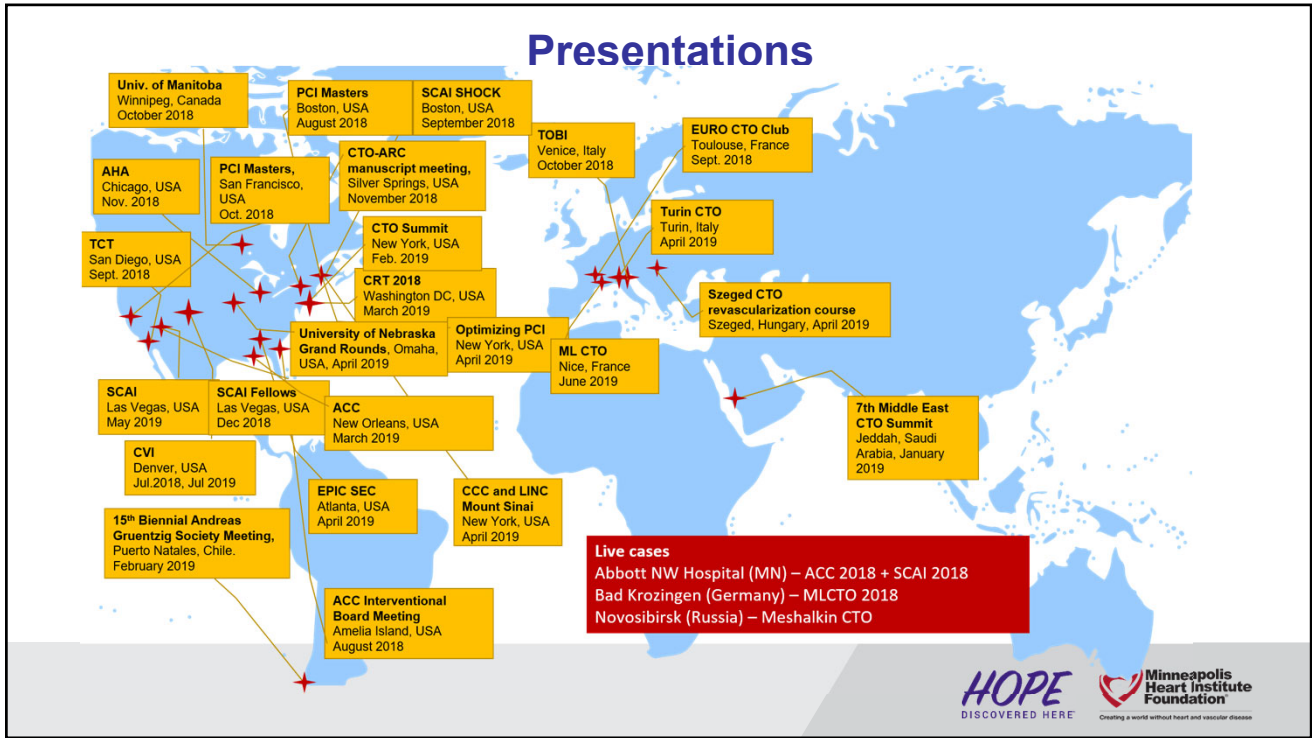 Presentations
Univ. of Manitoba
Winnipeg, Canada
October 2018
PCI Masters
Boston, USA
August 2018
SCAI SHOCK
Boston, USA
September 2018
TOBI
Venice, Italy
October 2018
EURO CTO Club
Toulouse, France
Sept. 2018
AHA
Chicago, USA
Nov. 2018
PCI Masters,
San Francisco,
USA
Oct. 2018
CTO-ARC
manuscript meeting,
Silver Springs, USA
November 2018
Turin CTO
Turin, Italy
April 2019
TCT
San Diego, USA
Sept. 2018
CTO Summit
New York, USA
Feb. 2019
CRT 2018
Washington DC, USA
March 2019
Szeged CTO
revascularization course
Szeged, Hungary, April 2019
University of Nebraska
Grand Rounds, Omaha,
USA, April 2019
Optimizing PCI
New York, USA
April 2019
ML CTO
Nice, France
June 2019
SCAI
Las Vegas, USA
May 2019
SCAI Fellows
Las Vegas, USA
Dec 2018
ACC
New Orleans, USA
March 2019
7th Middle East
CTO Summit
Jeddah, Saudi
Arabia, January
2019
CVI
Denver, USA
Jul.2018, Jul 2019
EPIC SEC
Atlanta, USA
April 2019
CCC and LINC
Mount Sinai
New York, USA
April 2019
15th Biennial Andreas
Gruentzig Society Meeting,
Puerto Natales, Chile.
February 2019
Live cases
Abbott NW Hospital (MN) – ACC 2018 + SCAI 2018
Bad Krozingen (Germany) – MLCTO 2018
Novosibirsk (Russia) – Meshalkin CTO
ACC Interventional
Board Meeting
Amelia Island, USA
August 2018
HOPE
DISCOVERED HERE
Minneapolis
Heart Institute
Foundation
Creating a world without heart and vascular disease